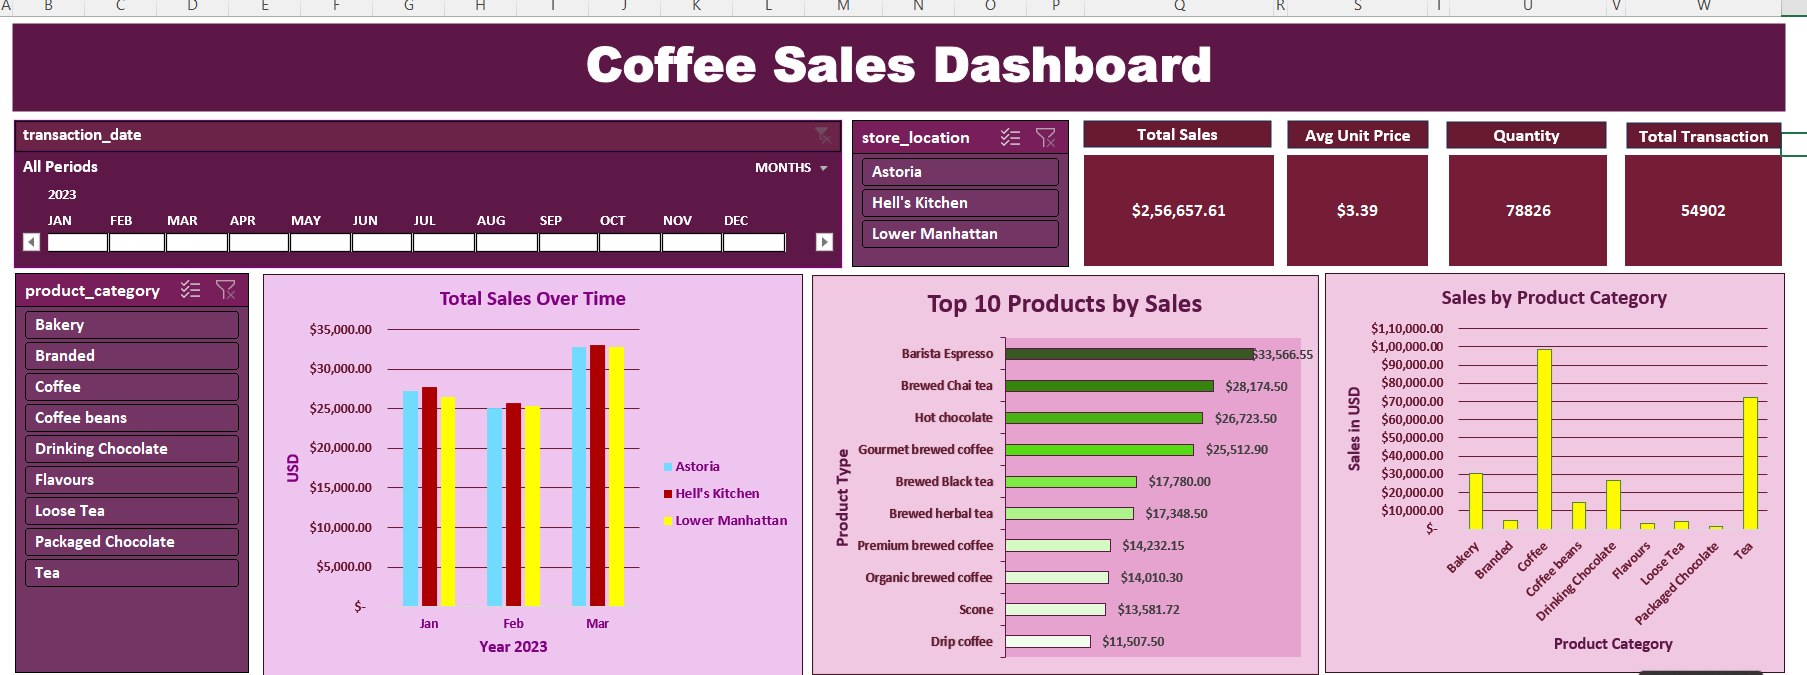 A B C D E F G H I J K L M N O P Q R S T U V W
Coffee Sales Dashboard
transaction_date
All Periods
MONTHS
2023
JAN FEB MAR APR MAY JUN JUL AUG SEP OCT NOV DEC
store_location
Astoria
Hell's Kitchen
Lower Manhattan
Total Sales
$2,56,657.61
Avg Unit Price
$3.39
Quantity
78826
Total Transaction
54902
product_category
Bakery
Branded
Coffee
Coffee beans
Drinking Chocolate
Flavours
Loose Tea
Packaged Chocolate
Tea
Total Sales Over Time
USD
$35,000.00
$30,000.00
$25,000.00
$20,000.00
$15,000.00
$10,000.00
$5,000.00
$-
Jan Feb Mar
Year 2023
Astoria
Hell's Kitchen
Lower Manhattan
Top 10 Products by Sales
Product Type
Barista Espresso $33,566.55
Brewed Chai tea $28,174.50
Hot chocolate $26,723.50
Gourmet brewed coffee $25,512.90
Brewed Black tea $17,780.00
Brewed herbal tea $17,348.50
Premium brewed coffee $14,232.15
Organic brewed coffee $14,010.30
Scone $13,581.72
Drip coffee $11,507.50
Sales by Product Category
Sales in USD
$1,10,000.00
$1,00,000.00
$90,000.00
$80,000.00
$70,000.00
$60,000.00
$50,000.00
$40,000.00
$30,000.00
$20,000.00
$10,000.00
$-
Bakery
Branded
Coffee
Coffee beans
Drinking Chocolate
Flavours
Loose Tea
Packaged Chocolate
Tea
Product Category